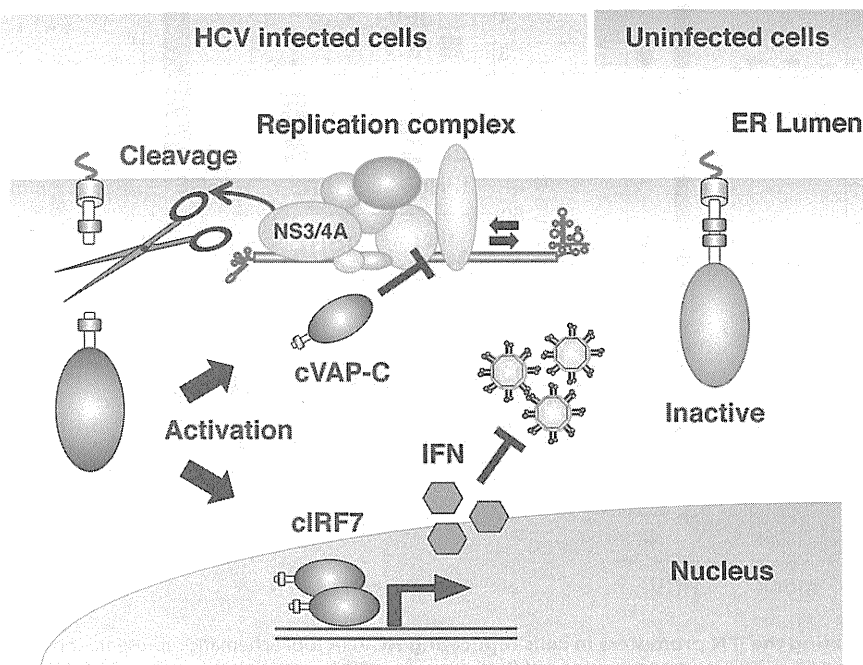 HCV infected cells
Uninfected cells
Replication complex
ER Lumen
Cleavage
NS3/4A
cVAP-C
Inactive
Activation
IFN
cIRF7
Nucleus